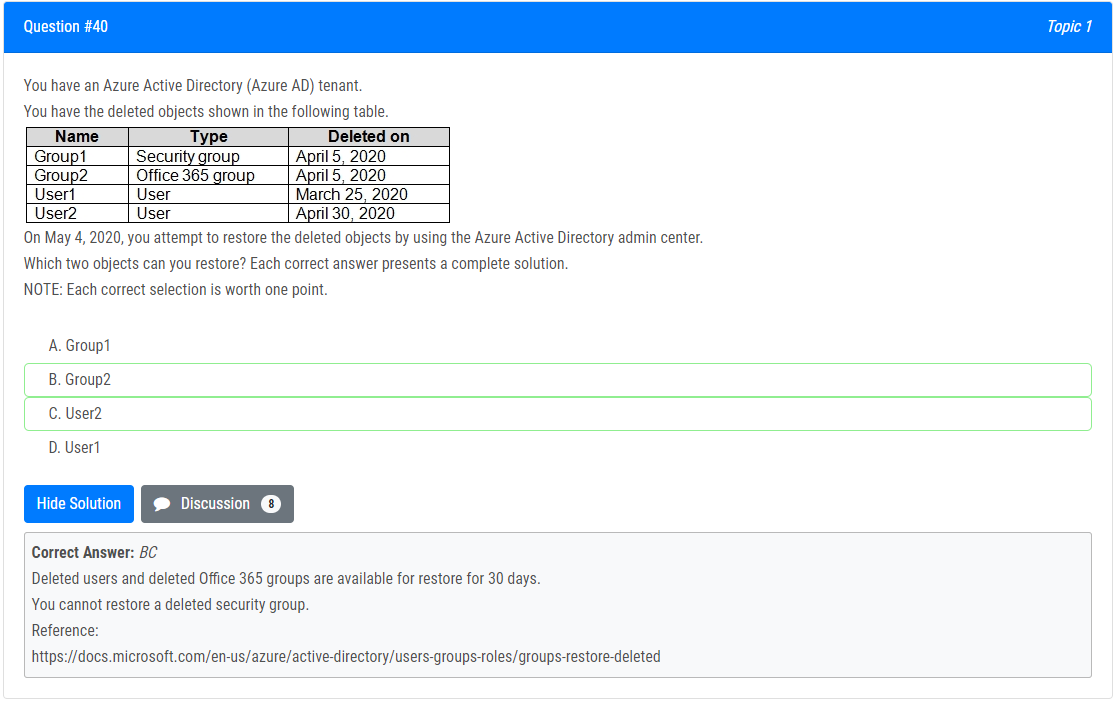 Question #40 Topic 1
You have an Azure Active Directory (Azure AD) tenant.
You have the deleted objects shown in the following table.
Name Type Deleted on
Group1 Security group April 5, 2020
Group2 Office 365 group April 5, 2020
User1 User March 25, 2020
User2 User April 30, 2020
On May 4, 2020, you attempt to restore the deleted objects by using the Azure Active Directory admin center.
Which two objects can you restore? Each correct answer presents a complete solution.
NOTE: Each correct selection is worth one point.
A. Group1
B. Group2
C. User2
D. User1
Hide Solution Discussion 8
Correct Answer: BC
Deleted users and deleted Office 365 groups are available for restore for 30 days.
You cannot restore a deleted security group.
Reference:
https://docs.microsoft.com/en-us/azure/active-directory/users-groups-roles/groups-restore-deleted